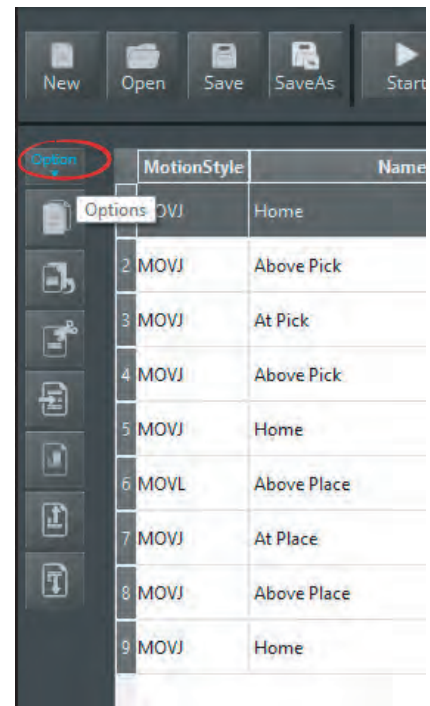 New Open Save SaveAs Start
Option
MotionStyle Name
Options OVJ Home
2 MOVJ Above Pick
3 MOVJ At Pick
4 MOVJ Above Pick
5 MOVJ Home
6 MOVL Above Place
7 MOVJ At Place
8 MOVJ Above Place
9 MOVJ Home